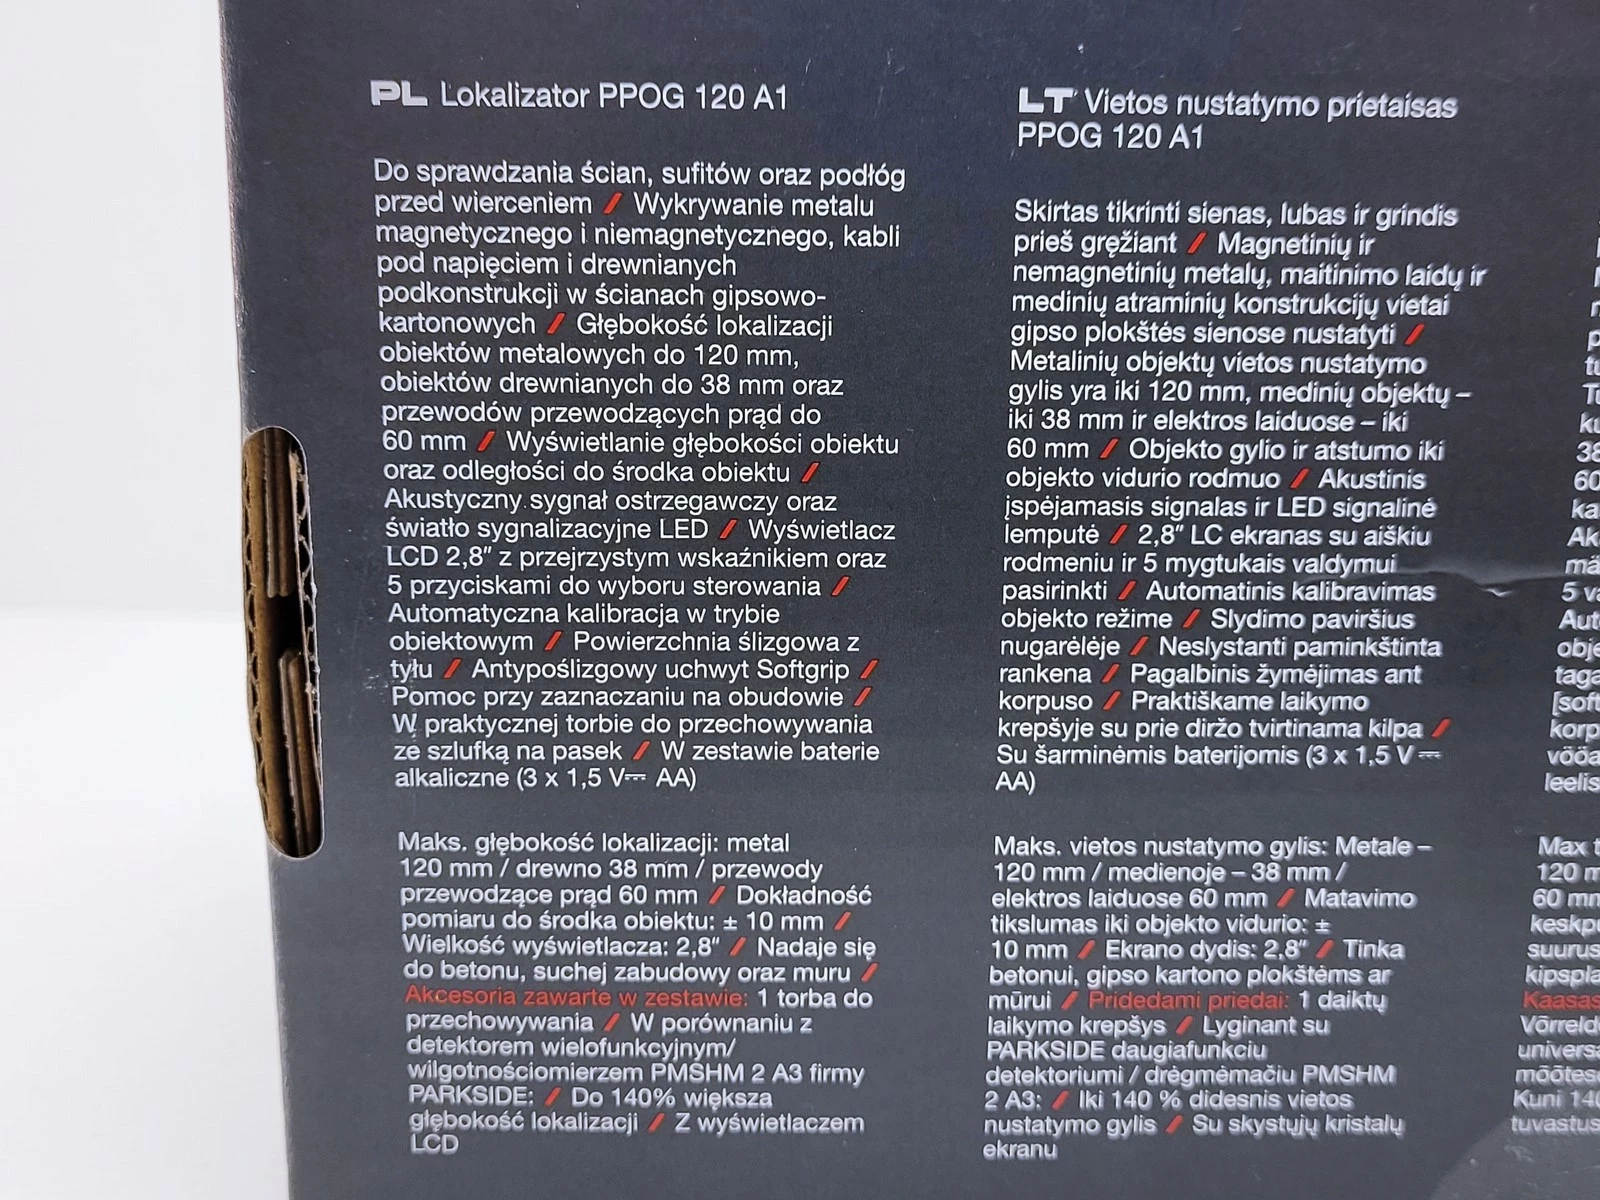 PL Lokalizator PPOG 120 A1
Do sprawdzania ścian, sufitów oraz podłóg
przed wierceniem / Wykrywanie metalu
magnetycznego i niemagnetycznego, kabli
pod napięciem i drewnianych
podkonstrukcji w ścianach gipsowo-
kartonowych / Głębokość lokalizacji
obiektów metalowych do 120 mm,
obiektów drewnianych do 38 mm oraz
przewodów przewodzących prąd do
60 mm / Wyświetlanie głębokości obiektu
oraz odległości do środka obiektu /
Akustyczny sygnał ostrzegawczy oraz
światło sygnalizacyjne LED / Wyświetlacz
LCD 2,8" z przejrzystym wskaźnikiem oraz
5 przyciskami do wyboru sterowania /
Automatyczna kalibracja w trybie
obiektowym / Powierzchnia ślizgowa z
tyłu / Antypoślizgowy uchwyt Softgrip /
Pomoc przy zaznaczaniu na obudowie /
W praktycznej torbie do przechowywania
ze szlufką na pasek / W zestawie baterie
alkaliczne (3 x 1,5 V⎓ AA)
Maks. głębokość lokalizacji: metal
120 mm / drewno 38 mm / przewody
przewodzące prąd 60 mm / Dokładność
pomiaru do środka obiektu: ± 10 mm /
Wielkość wyświetlacza: 2,8" / Nadaje się
do betonu, suchej zabudowy oraz muru /
Akcesoria zawarte w zestawie: 1 torba do
przechowywania / W porównaniu z
detektorem wielofunkcyjnym/
wilgotnościomierzem PMSHM 2 A3 firmy
PARKSIDE: / Do 140% większa
głębokość lokalizacji / Z wyświetlaczem
LCD
LT Vietos nustatymo prietaisas
PPOG 120 A1
Skirtas tikrinti sienas, lubas ir grindis
prieš gręžiant / Magnetinių ir
nemagnetinių metalų, maitinimo laidų ir
medinių atraminių konstrukcijų vietai
gipso plokštės sienose nustatyti /
Metalinių objektų vietos nustatymo
gylis yra iki 120 mm, medinių objektų –
iki 38 mm ir elektros laiduose – iki
60 mm / Objekto gylio ir atstumo iki
objekto vidurio rodmuo / Akustinis
įspėjamasis signalas ir LED signalinė
lemputė / 2,8" LC ekranas su aiškiu
rodmeniu ir 5 mygtukais valdymui
pasirinkti / Automatinis kalibravimas
objekto režime / Slydimo paviršius
nugarėlėje / Neslystanti paminkštinta
rankena / Pagalbinis žymėjimas ant
korpuso / Praktiškame laikymo
krepšyje su prie diržo tvirtinama kilpa /
Su šarminėmis baterijomis (3 x 1,5 V⎓
AA)
Maks. vietos nustatymo gylis: Metale –
120 mm / medienoje – 38 mm /
elektros laiduose 60 mm / Matavimo
tikslumas iki objekto vidurio: ±
10 mm / Ekrano dydis: 2,8" / Tinka
betonui, gipso kartono plokštėms ar
mūrui / Pridedami priedai: 1 daiktų
laikymo krepšys / Lyginant su
PARKSIDE daugiafunkciu
detektoriumi / drėgmėmačiu PMSHM
2 A3: / Iki 140 % didesnis vietos
nustatymo gylis / Su skystųjų kristalų
ekranu
38
60
5
Max
120
60 mm
Kuni